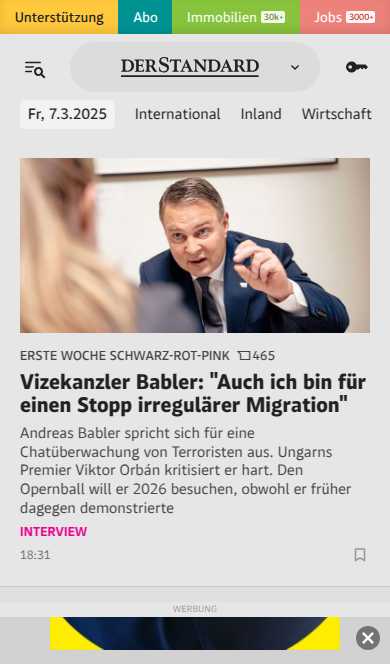 Unterstützung Abo Immobilien 30k+ Jobs 3000+
DERSTANDARD
Fr, 7.3.2025 International Inland Wirtschaft
ERSTE WOCHE SCHWARZ-ROT-PINK 465
Vizekanzler Babler: "Auch ich bin für
einen Stopp irregulärer Migration"
Andreas Babler spricht sich für eine
Chatüberwachung von Terroristen aus. Ungarns
Premier Viktor Orbán kritisiert er hart. Den
Opernball will er 2026 besuchen, obwohl er früher
dagegen demonstrierte
INTERVIEW
18:31
WERBUNG